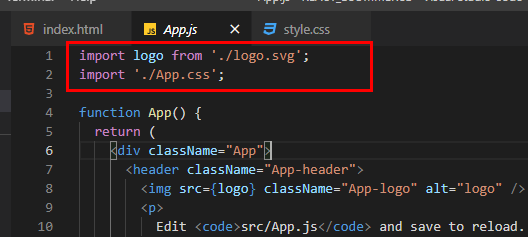 index.html App.js style.css
1 import logo from './logo.svg';
2 import './App.css';
3
4 function App() {
5 return (
6 <div className="App">
7 <header className="App-header">
8 <img src={logo} className="App-logo" alt="logo" />
9 <p>
10 Edit <code>src/App.js</code> and save to reload.